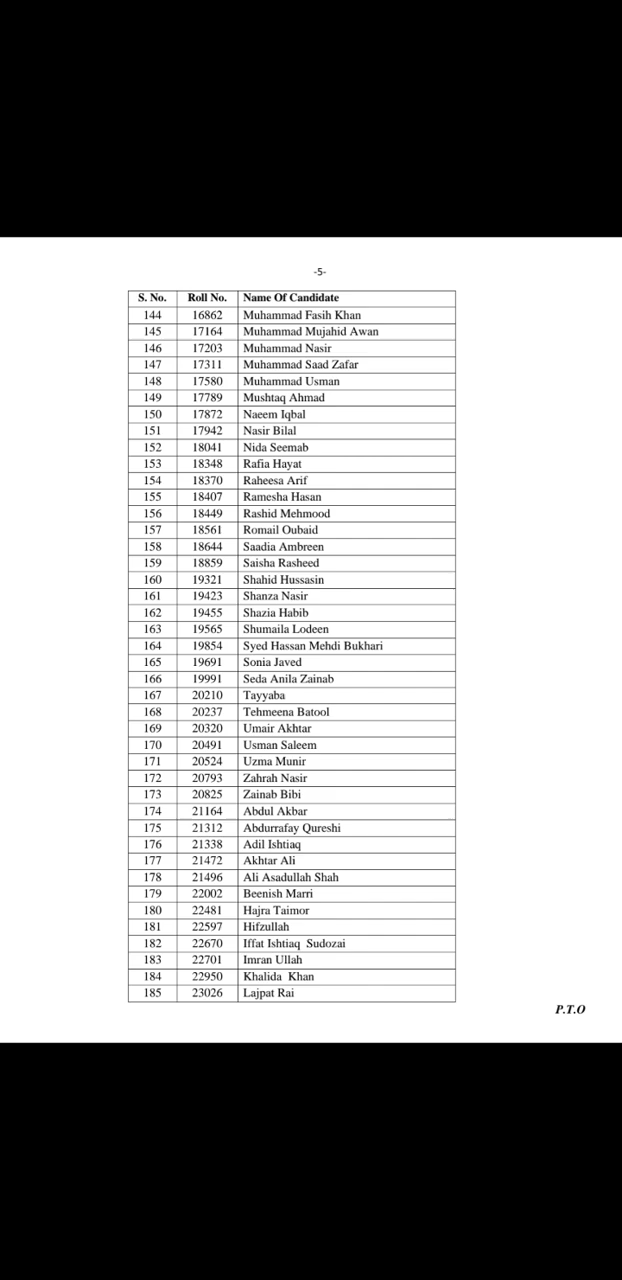 -5-
S. No. Roll No. Name Of Candidate
144 16862 Muhammad Fasih Khan
145 17164 Muhammad Mujahid Awan
146 17203 Muhammad Nasir
147 17311 Muhammad Saad Zafar
148 17580 Muhammad Usman
149 17789 Mushtaq Ahmad
150 17872 Naeem Iqbal
151 17942 Nasir Bilal
152 18041 Nida Seemab
153 18348 Rafia Hayat
154 18370 Raheesa Arif
155 18407 Ramesha Hasan
156 18449 Rashid Mehmood
157 18561 Romail Oubaid
158 18644 Saadia Ambreen
159 18859 Saisha Rasheed
160 19321 Shahid Hussasin
161 19423 Shanza Nasir
162 19455 Shazia Habib
163 19565 Shumaila Lodeen
164 19854 Syed Hassan Mehdi Bukhari
165 19691 Sonia Javed
166 19991 Seda Anila Zainab
167 20210 Tayyaba
168 20237 Tehmeena Batool
169 20320 Umair Akhtar
170 20491 Usman Saleem
171 20524 Uzma Munir
172 20793 Zahrah Nasir
173 20825 Zainab Bibi
174 21164 Abdul Akbar
175 21312 Abdurrafay Qureshi
176 21338 Adil Ishtiaq
177 21472 Akhtar Ali
178 21496 Ali Asadullah Shah
179 22002 Beenish Marri
180 22481 Hajra Taimor
181 22597 Hifzullah
182 22670 Iffat Ishtiaq Sudozai
183 22701 Imran Ullah
184 22950 Khalida Khan
185 23026 Lajpat Rai
P.T.O